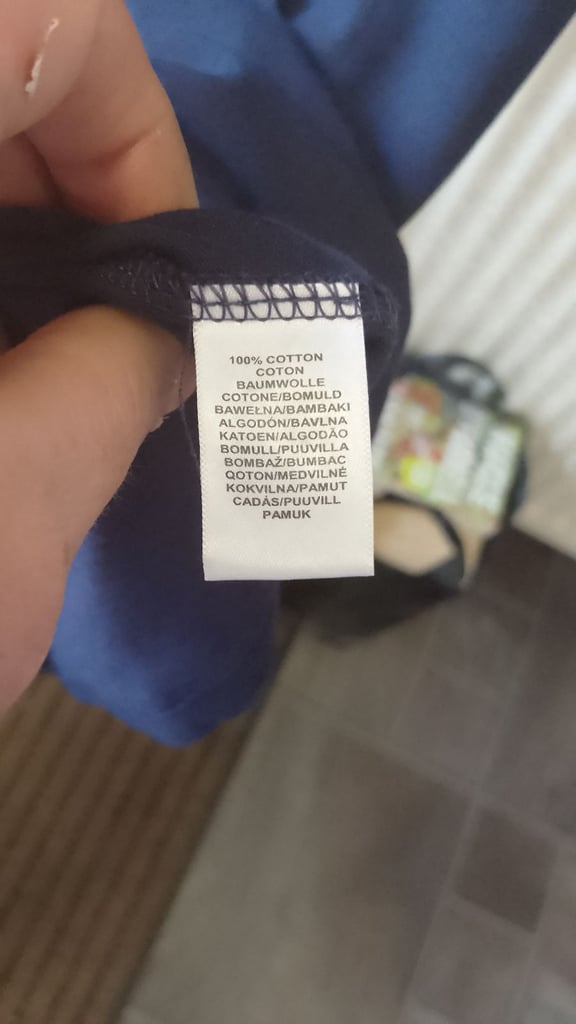 100% COTTON
COTON
BAUMWOLLE
COTONE/BOMULD
BAWEŁNA/BAMBAKI
ALGODÓN/BAVLNA
KATOEN/ALGODÃO
BOMULL/PUUVILLA
BOMBAŽ/BUMBAC
QOTON/MEDVILNĖ
KOKVILNA/PAMUT
CADÁS/PUUVILL
PAMUK